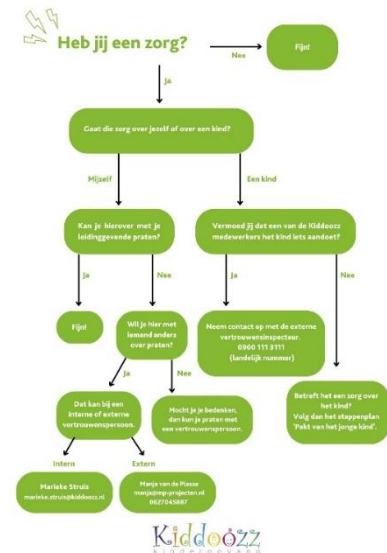 Heb jij een zorg?
Nee
Fijn!
Ja
Gaat die zorg over jezelf of over een kind?
Mijzelf
Een kind
Kan je hierover met je
leidinggevende praten?
Vermoed jij dat een van de Kiddoozz
medewerkers het kind iets aandoet?
Ja
Nee
Ja
Nee
Fijn!
Wil je hier met
iemand anders
over praten?
Neem contact op met de externe
vertrouwensinspecteur.
0900 111 3111
(landelijk nummer)
Ja
Nee
Dat kan bij een
interne of externe
vertrouwenspersoon.
Mocht je je bedenken,
dan kun je praten met
een vertrouwenspersoon.
Betreft het een zorg over
het kind?
Volg dan het stappenplan
'Pakt van het jonge kind'.
Intern
Extern
Marieke Struis
marieke.struis@kiddoozz.nl
Manja van de Plasse
manja@mp-projecten.nl
0627045887
Kiddoozz
kinderopvang